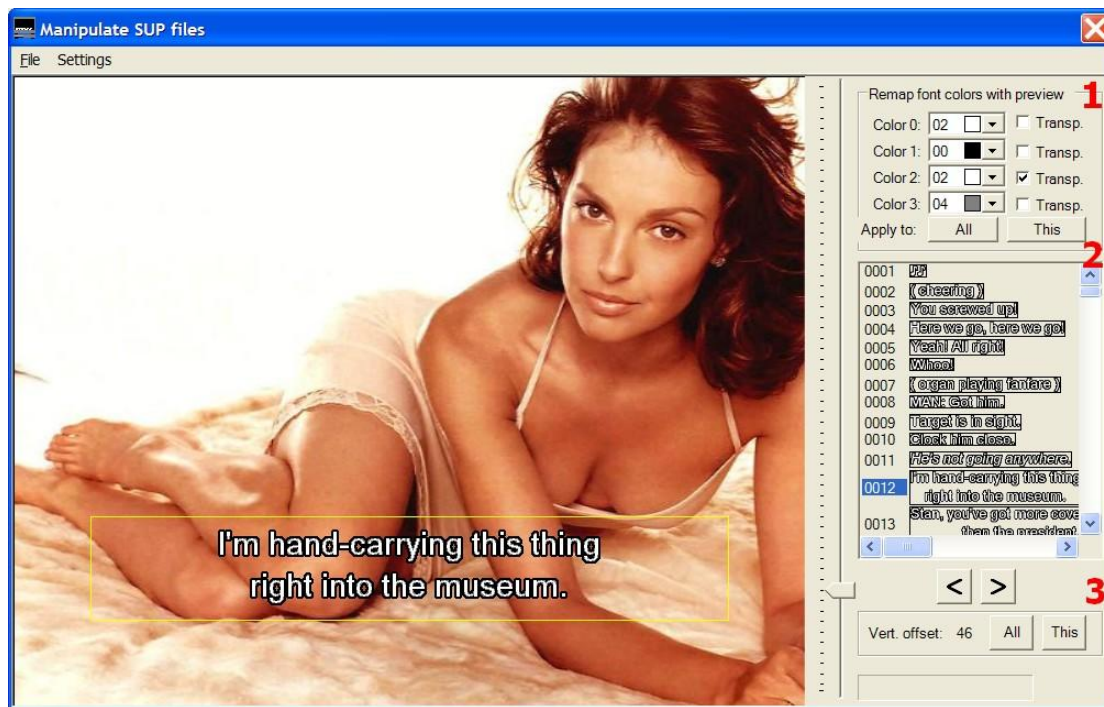 Manipulate SUP files
File Settings
I'm hand-carrying this thing
right into the museum.
1
Remap font colors with preview
Color 0: 02 Transp.
Color 1: 00 Transp.
Color 2: 02 Transp.
Color 3: 04 Transp.
Apply to: All This
2
0001
0002 ( cheering )
0003 You screwed up!
0004 Here we go, here we go!
0005 Yeah! All right!
0006 Whoo!
0007 ( organ playing fanfare )
0008 MAN: Got him.
0009 Target is in sight.
0010 Clock him close.
0011 He's not going anywhere.
0012 I'm hand-carrying this thing
right into the museum.
0013 Stan, you've got more cove
than the president
< >
3
Vert. offset: 46 All This